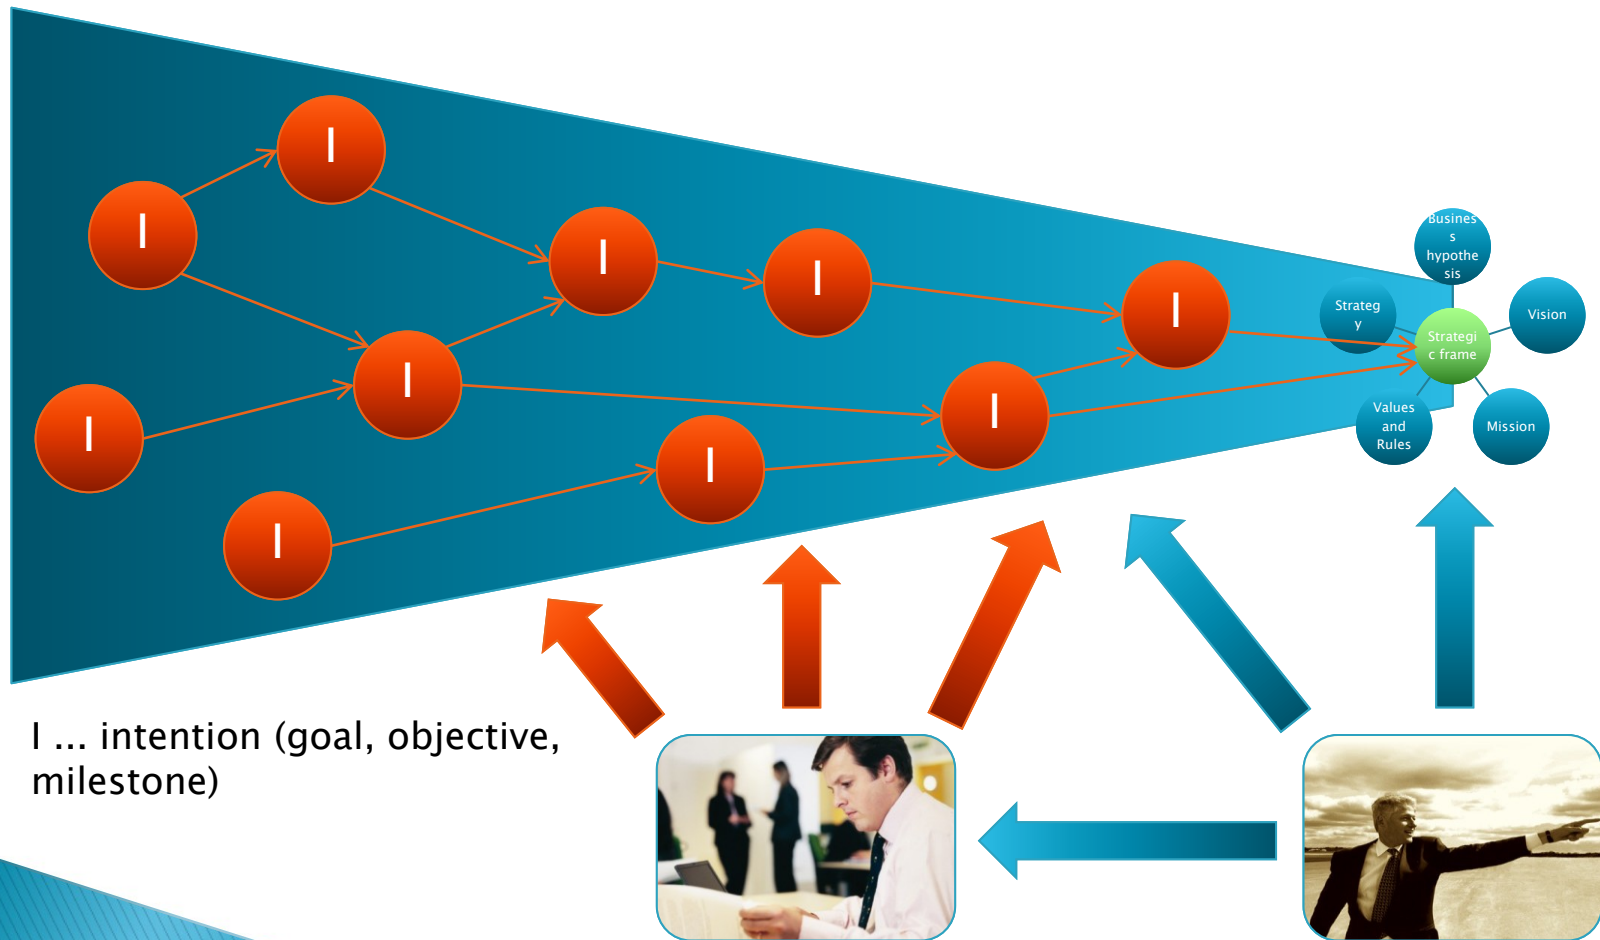 I
I
I
I
I
I
I
I
I
I
I
Busines
s
hypothe
sis
Strateg
y
Vision
Strategi
c frame
Values
and
Rules
Mission
I ... intention (goal, objective,
milestone)